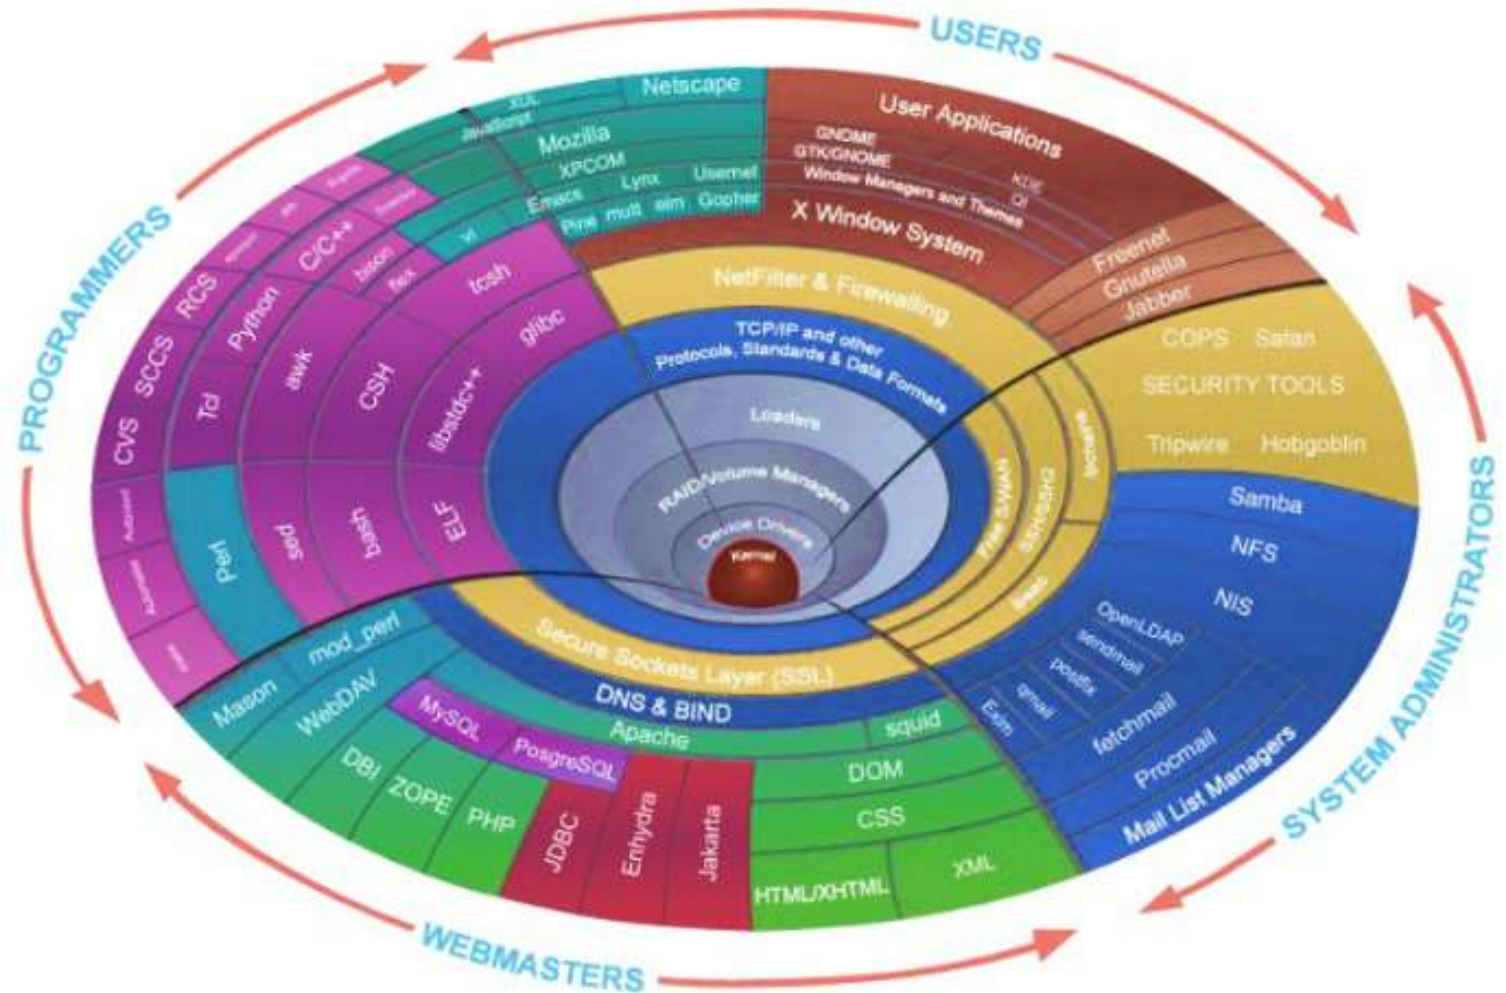 USERS
PROGRAMMERS
SYSTEM ADMINISTRATORS
WEBMASTERS
XUL
Netscape
JavaScript
Mozilla
XPCOM
Emacs Lynx Usernet
vi
Pine mutt elm Gopher
User Applications
GNOME
GTK/GNOME
KDE
Qt
Window Managers and Themes
X Window System
Freenet
Gnutella
Jabber
NetFilter & Firewalling
TCP/IP and other
Protocols, Standards & Data Formats
Loaders
RAID/Volume Managers
Device Drivers
Kernel
COPS Satan
SECURITY TOOLS
Tripwire Hobgoblin
Free S/WAN
SSH/SSH2
ipchains
Samba
NFS
NIS
OpenLDAP
sendmail
postfix
qmail
Exim
fetchmail
Procmail
Mail List Managers
RCS
SCCS
CVS
C/C++
Python
Tcl
bison
flex
awk
tcsh
CSH
glibc
libstdc++
Autoconf
Automake
Perl
sed
bash
ELF
Secure Sockets Layer (SSL)
DNS & BIND
Apache
squid
mod_perl
Mason
WebDAV
MySQL
PosgreSQL
DBI
ZOPE
PHP
JDBC
Enhydra
Jakarta
DOM
CSS
HTML/XHTML
XML